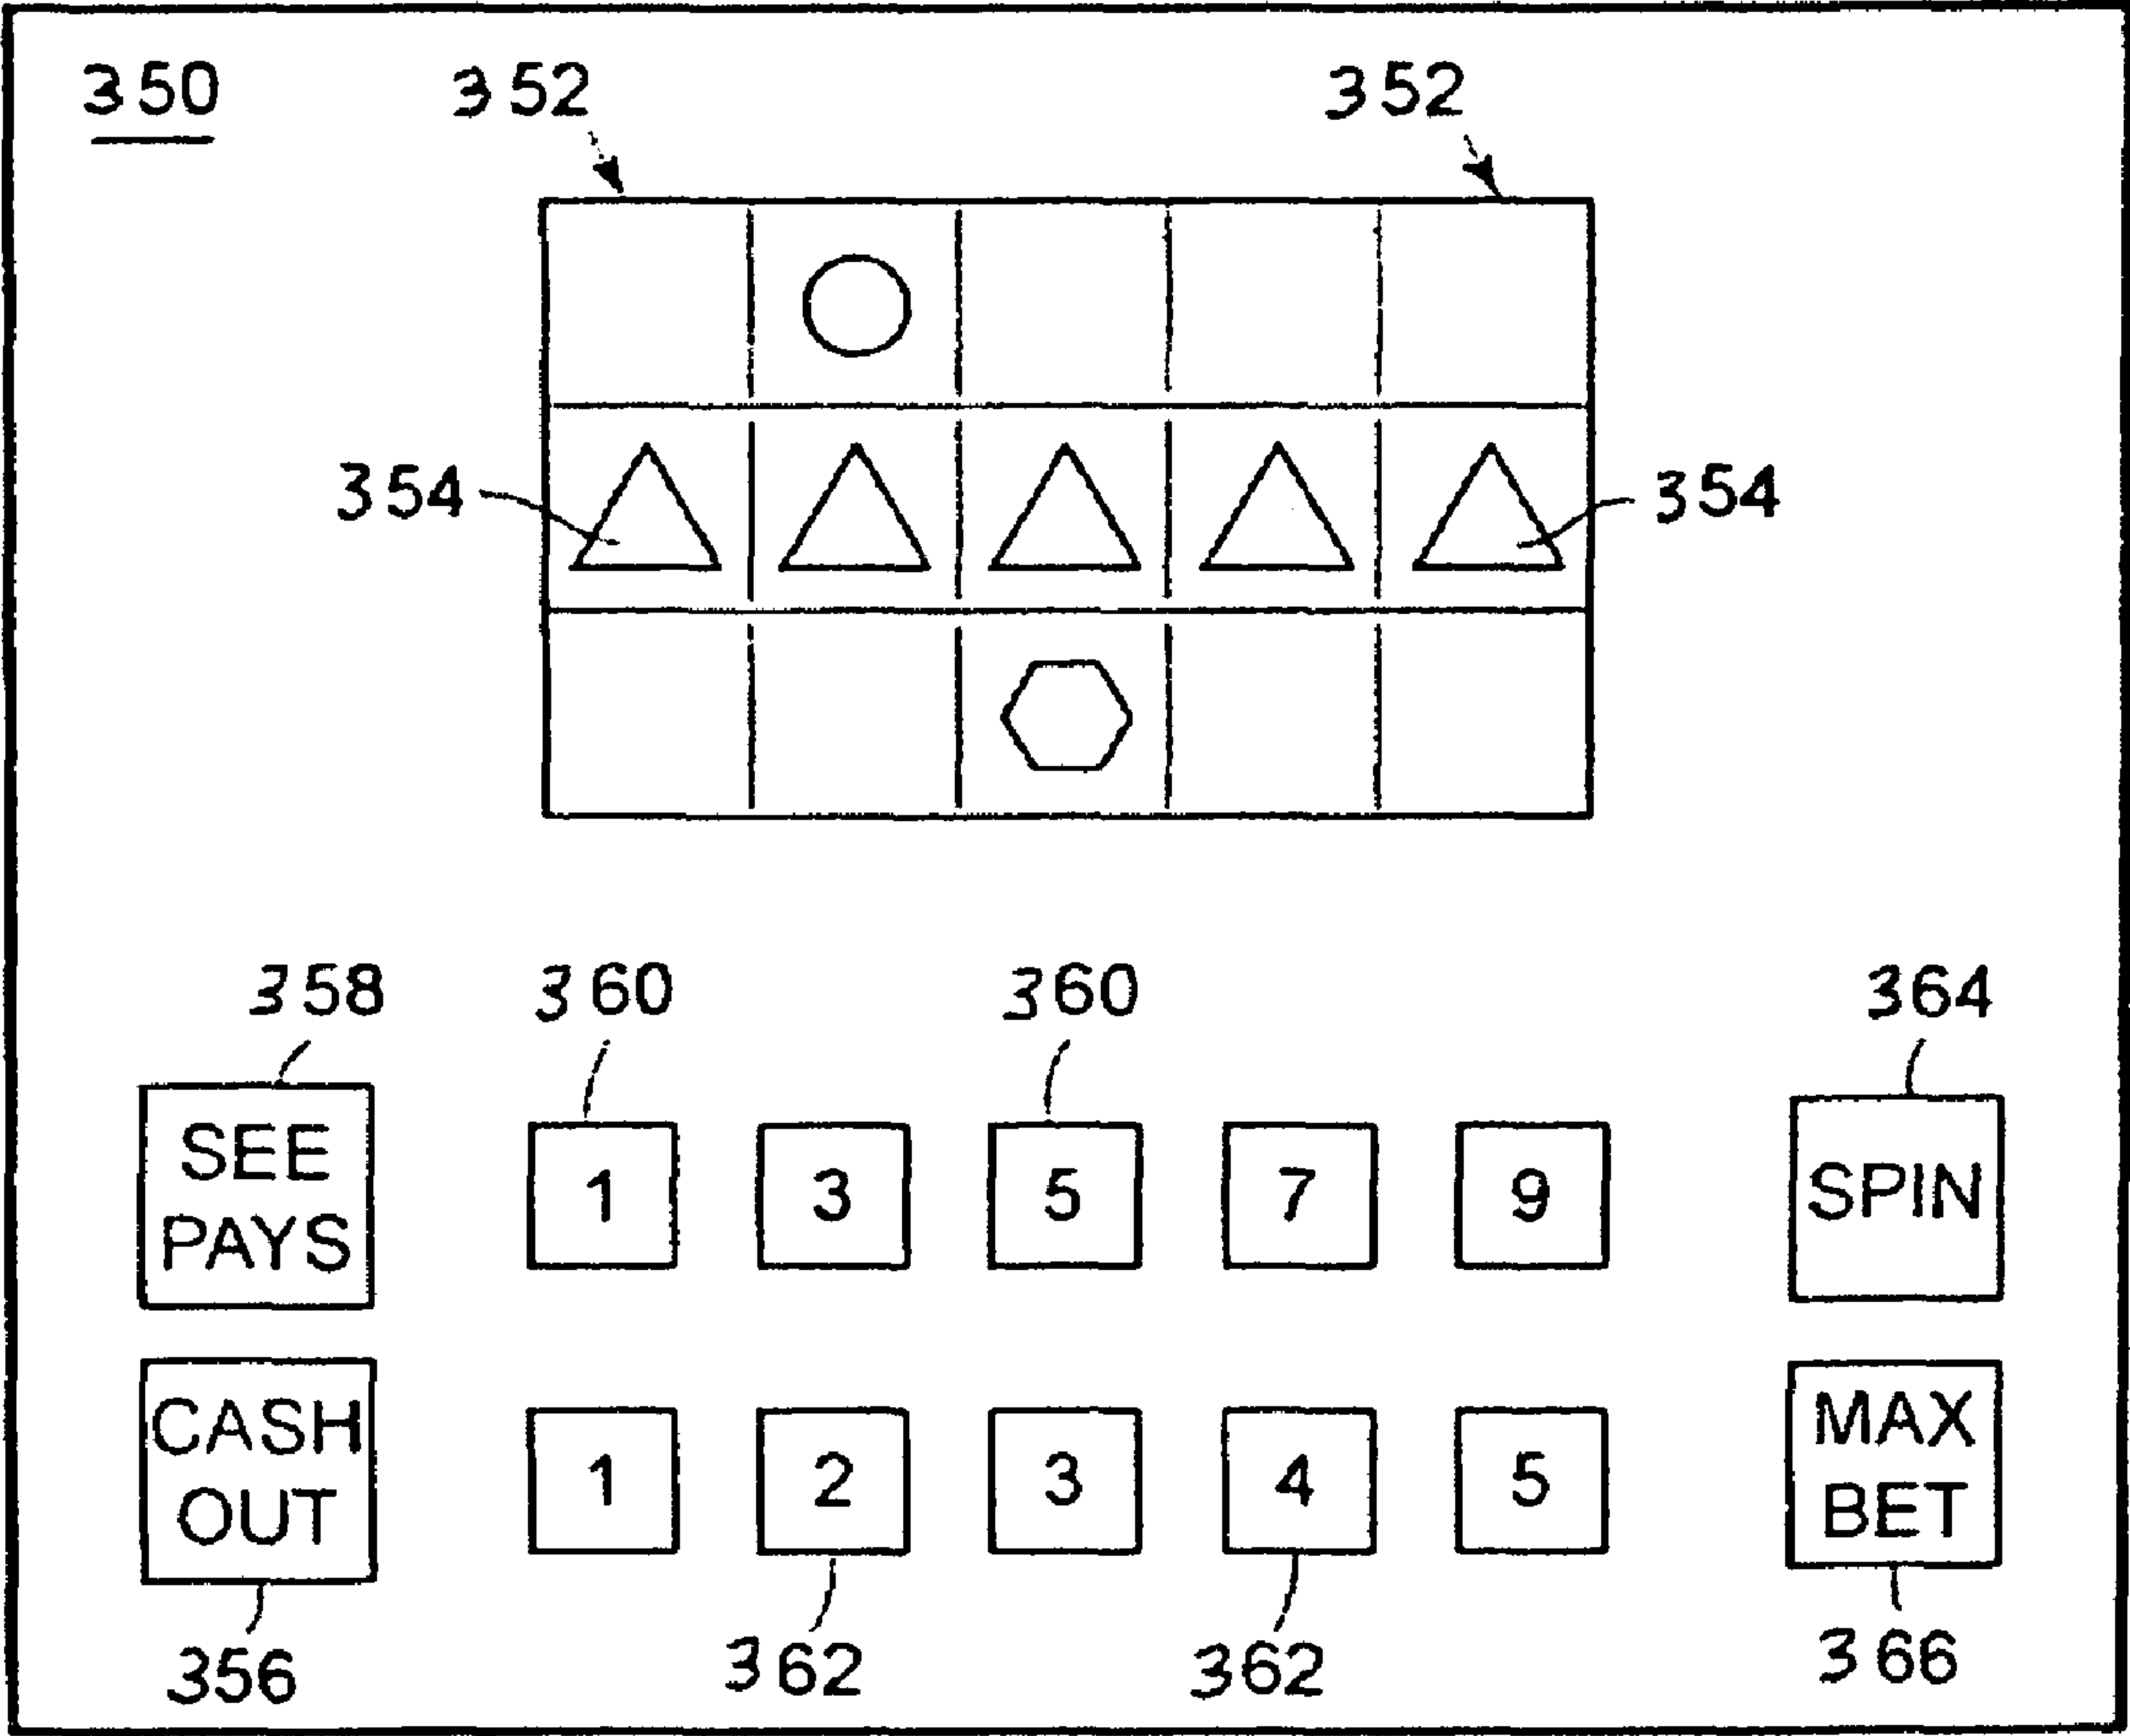 350 352 352
354 354
358 360 360 364
SEE
PAYS
1 3 5 7 9
SPIN
CASH
OUT
1 2 3 4 5
MAX
BET
356 362 362 366